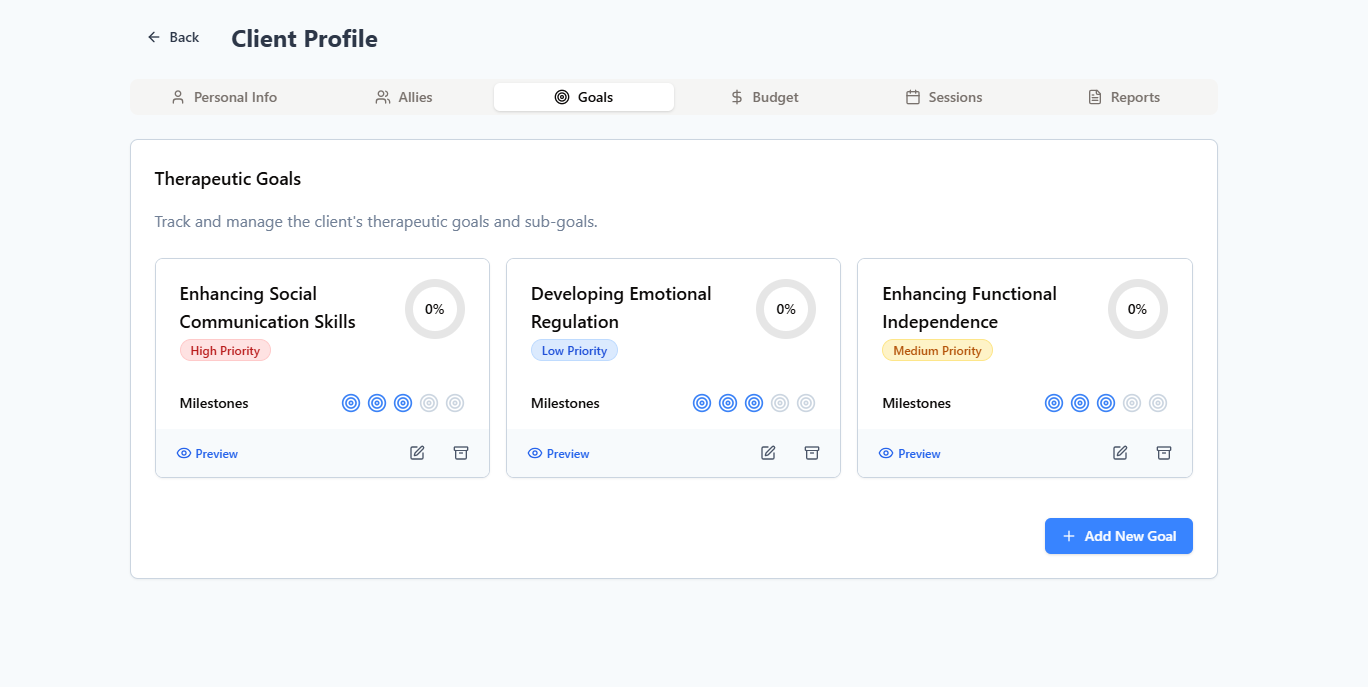 Back
Client Profile
Personal Info
Allies
Goals
Budget
Sessions
Reports
Therapeutic Goals
Track and manage the client's therapeutic goals and sub-goals.
Enhancing Social
Communication Skills
0%
High Priority
Milestones
Preview
Developing Emotional
Regulation
0%
Low Priority
Milestones
Preview
Enhancing Functional
Independence
0%
Medium Priority
Milestones
Preview
Add New Goal